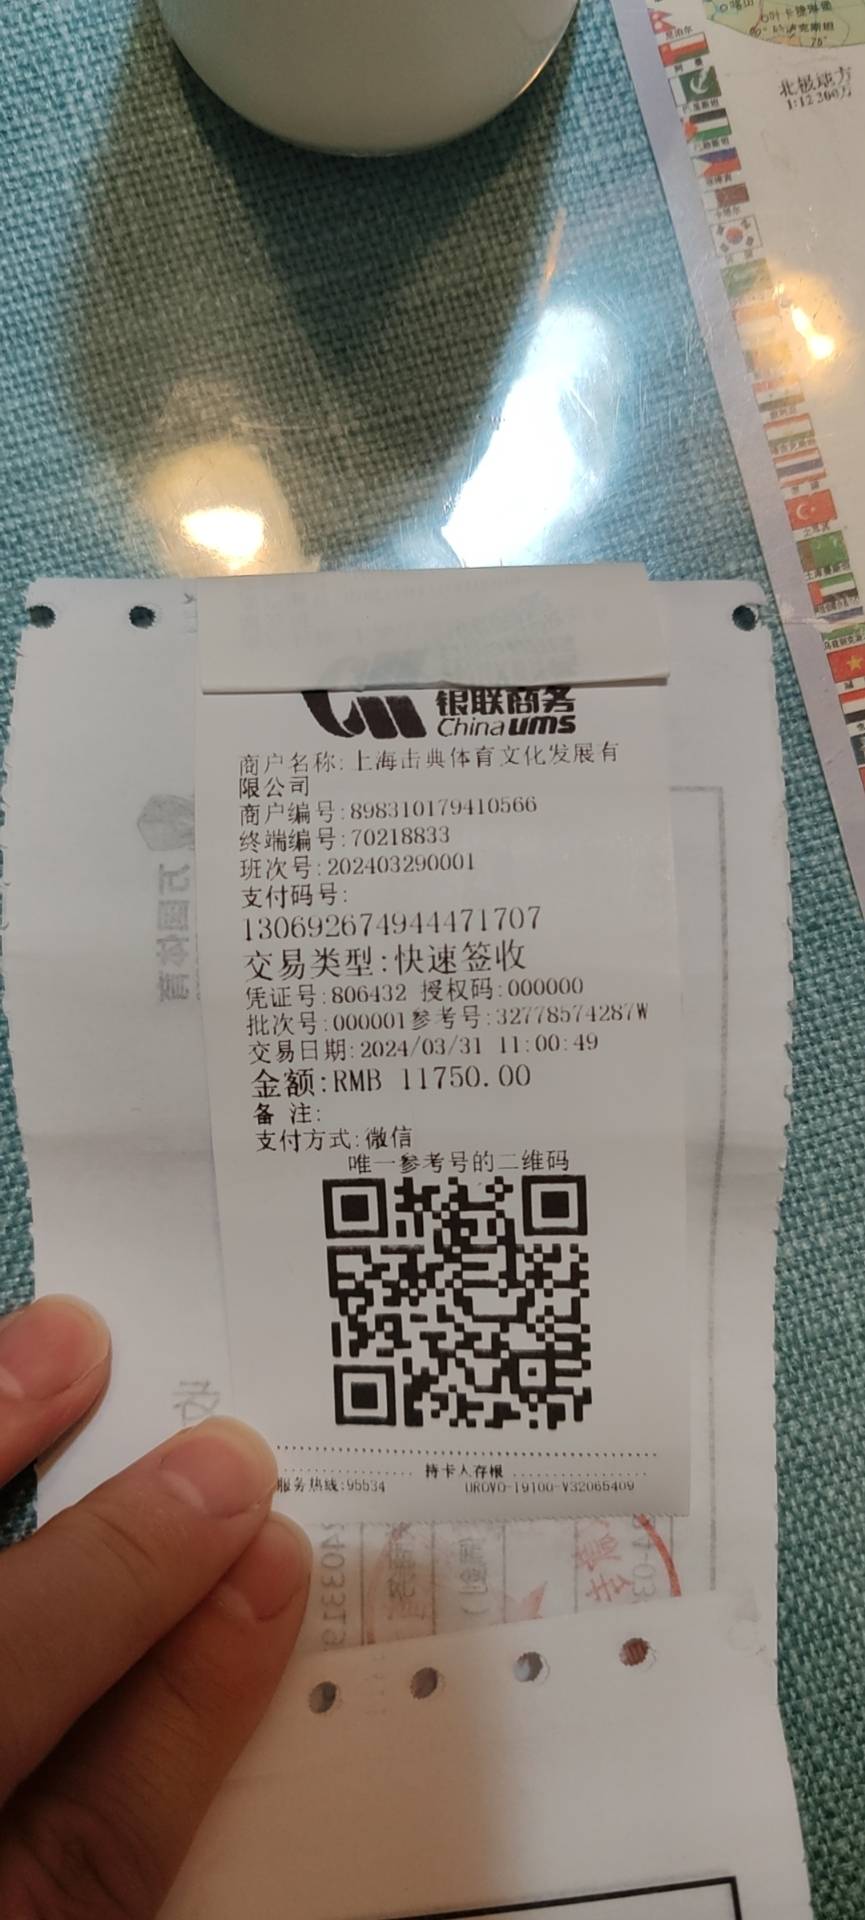 北极地方
1:12 300万
银联商务
China ums
商户名称:上海击典体育文化发展有
限公司
商户编号:898310179410566
终端编号:70218833
班次号:202403290001
支付码号:
130692674944471707
交易类型:快速签收
凭证号:806432 授权码:000000
批次号:000001参考号:32778574287W
交易日期:2024/03/31 11:00:49
金额:RMB 11750.00
备 注:
支付方式:微信
唯一参考号的二维码
持卡人存根
服务热线:95534 UROVO-I9100-V32065409